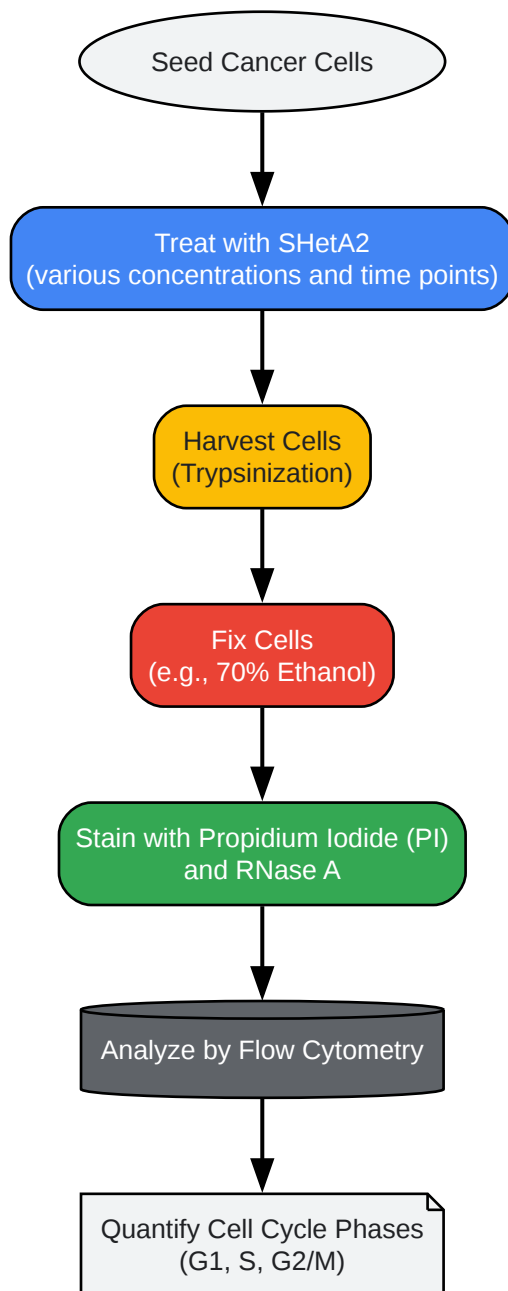 Seed Cancer Cells
Treat with SHetA2
(various concentrations and time points)
Harvest Cells
(Trypsinization)
Fix Cells
(e.g., 70% Ethanol)
Stain with Propidium Iodide (PI)
and RNase A
Analyze by Flow Cytometry
Quantify Cell Cycle Phases
(G1, S, G2/M)